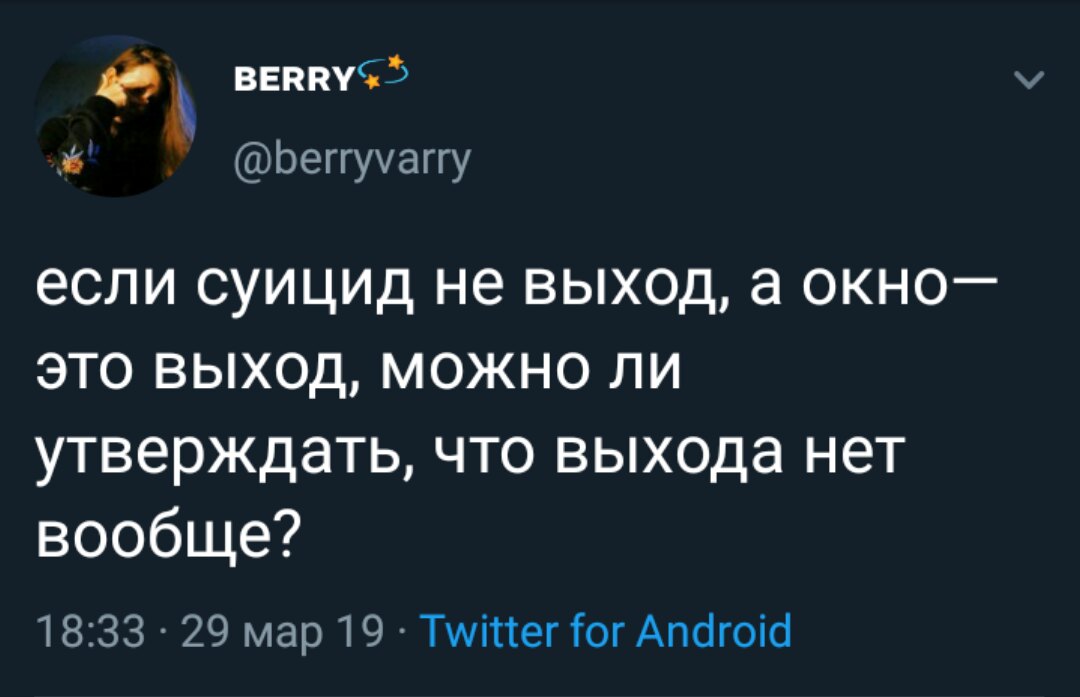 BERRY💫
@berryvarry
если суицид не выход, а окно—
это выход, можно ли
утверждать, что выхода нет
вообще?
18:33 · 29 мар 19 · Twitter for Android